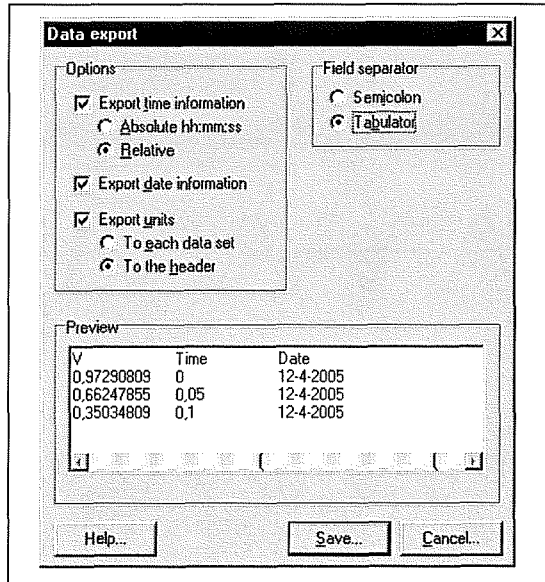 Data export
Options
Export time information
Absolute hh:mm:ss
Relative
Export date information
Export units
To each data set
To the header
Field separator
Semicolon
Tabulator
Preview
V Time Date
0,97290809 0 12-4-2005
0,66247855 0,05 12-4-2005
0,35034809 0,1 12-4-2005
Help... Save... Cancel...